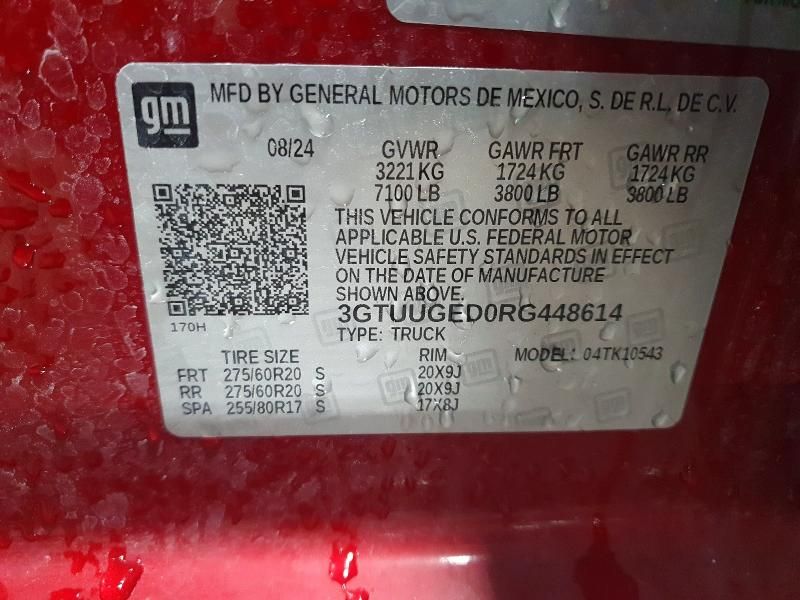 gm MFD BY GENERAL MOTORS DE MEXICO, S. DE R.L. DE C.V.
08/24 GVWR GAWR FRT GAWR RR
3221 KG 1724 KG 1724 KG
7100 LB 3800 LB 3800 LB
THIS VEHICLE CONFORMS TO ALL
APPLICABLE U.S. FEDERAL MOTOR
VEHICLE SAFETY STANDARDS IN EFFECT
ON THE DATE OF MANUFACTURE
SHOWN ABOVE.
3GTUUGED0RG448614
170H
TYPE: TRUCK
TIRE SIZE RIM MODEL: 04TK10543
FRT 275/60R20 S 20X9J
RR 275/60R20 S 20X9J
SPA 255/80R17 S 17X8J